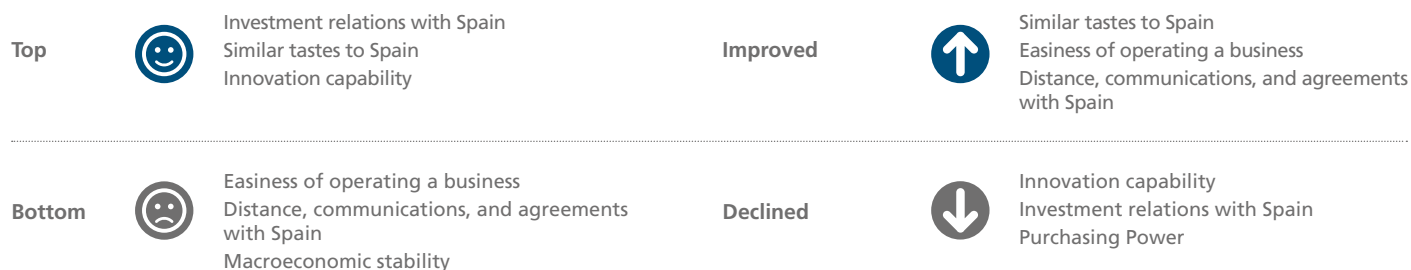 Top
Investment relations with Spain
Similar tastes to Spain
Innovation capability
Improved
Similar tastes to Spain
Easiness of operating a business
Distance, communications, and agreements
with Spain
Bottom
Easiness of operating a business
Distance, communications, and agreements
with Spain
Macroeconomic stability
Declined
Innovation capability
Investment relations with Spain
Purchasing Power